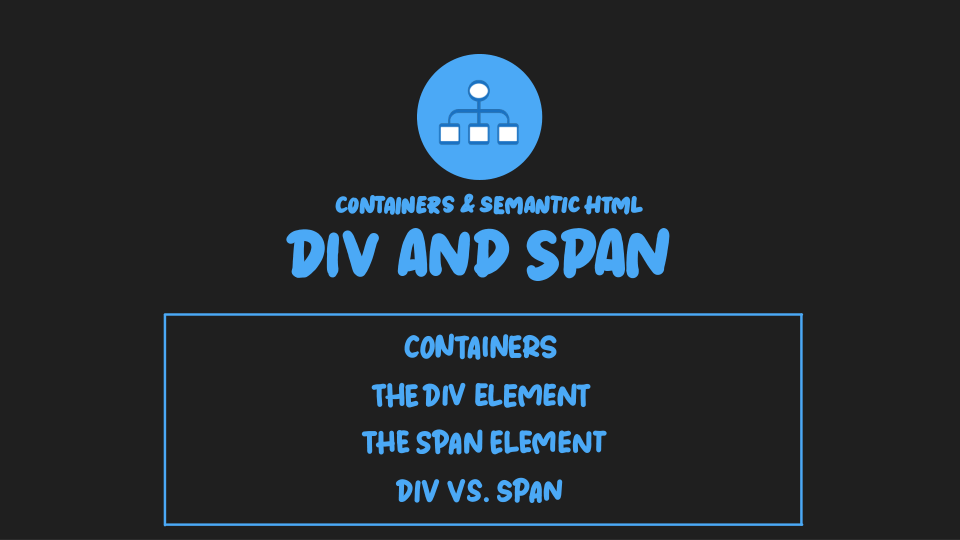 CONTAINERS & SEMANTIC HTML
DIV AND SPAN
CONTAINERS
THE DIV ELEMENT
THE SPAN ELEMENT
DIV VS. SPAN